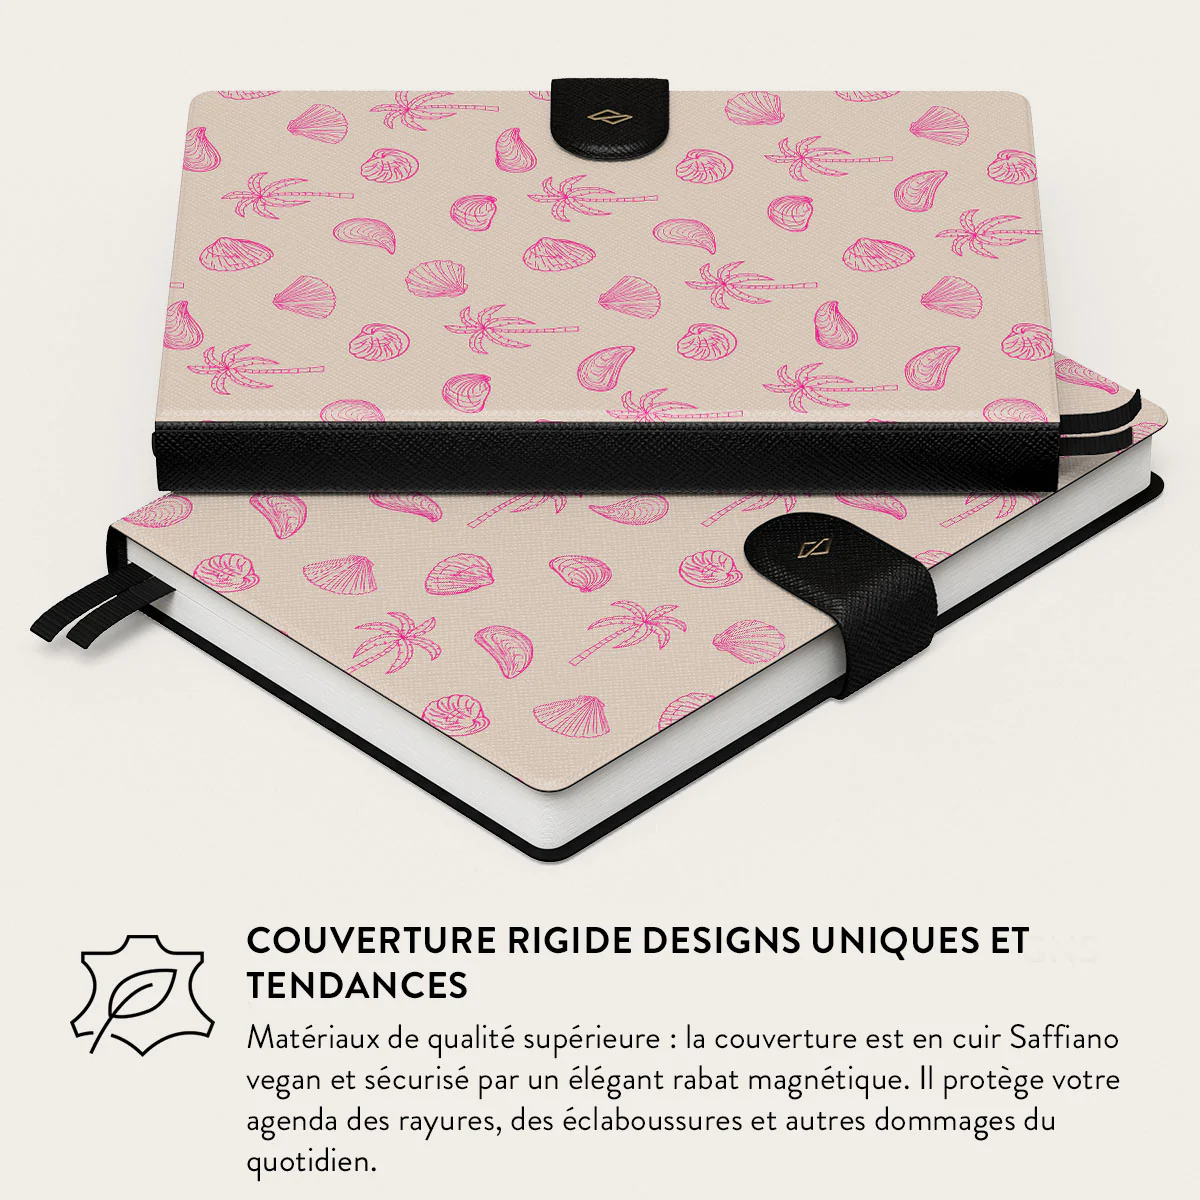 COUVERTURE RIGIDE DESIGNS UNIQUES ET
TENDANCES
Matériaux de qualité supérieure : la couverture est en cuir Saffiano
vegan et sécurisé par un élégant rabat magnétique. Il protège votre
agenda des rayures, des éclaboussures et autres dommages du
quotidien.